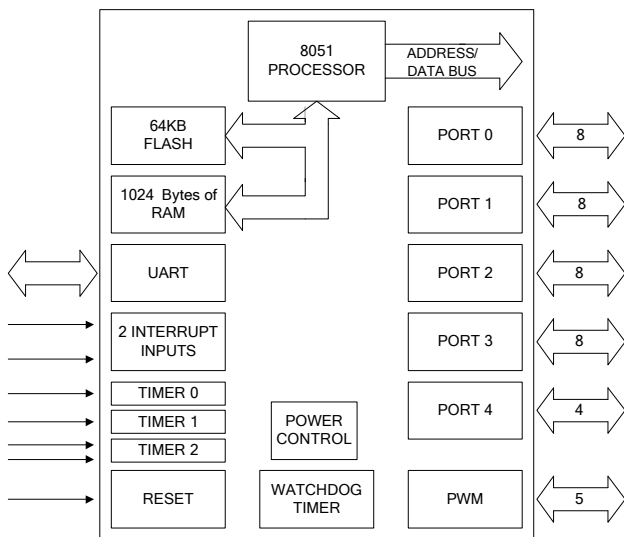 8051
PROCESSOR
ADDRESS/
DATA BUS
64KB
FLASH
PORT 0
8
1024 Bytes of
RAM
PORT 1
8
UART
PORT 2
8
2 INTERRUPT
INPUTS
PORT 3
8
TIMER 0
TIMER 1
TIMER 2
POWER
CONTROL
PORT 4
4
RESET
WATCHDOG
TIMER
PWM
5